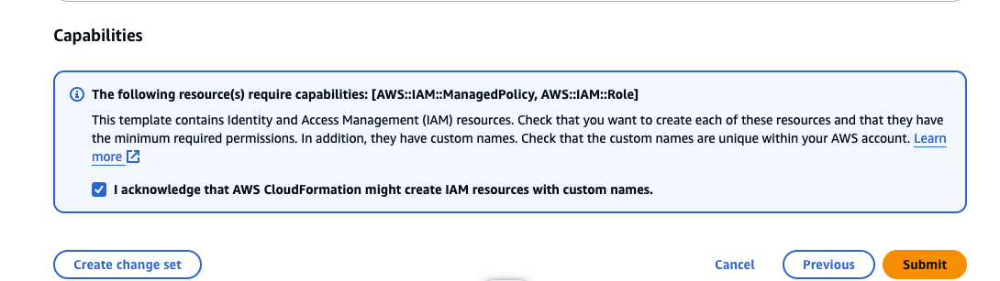 Capabilities
The following resource(s) require capabilities: [AWS::IAM::ManagedPolicy, AWS::IAM::Role]
This template contains Identity and Access Management (IAM) resources. Check that you want to create each of these resources and that they have
the minimum required permissions. In addition, they have custom names. Check that the custom names are unique within your AWS account. Learn
more
I acknowledge that AWS CloudFormation might create IAM resources with custom names.
Create change set
Cancel
Previous
Submit